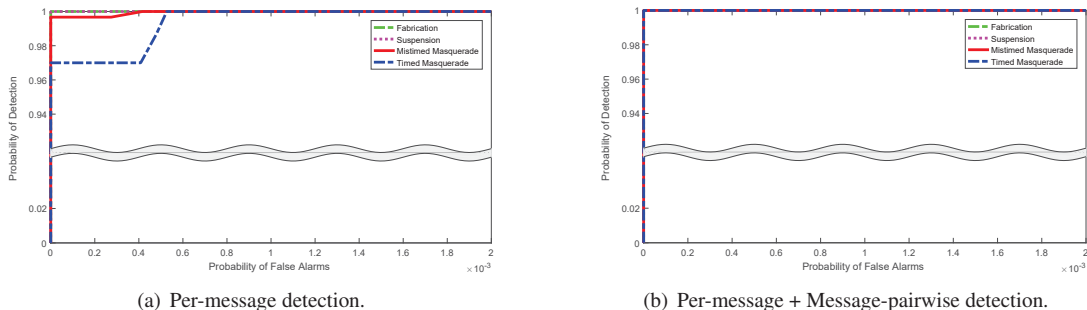 1
0.98
0.96
0.94
0.02
0
Probability of Detection
0 0.2 0.4 0.6 0.8 1 1.2 1.4 1.6 1.8 2
Probability of False Alarms
×10⁻³
Fabrication
Suspension
Mistimed Masquerade
Timed Masquerade
(a) Per-message detection.
1
0.98
0.96
0.94
0.02
0
Probability of Detection
0 0.2 0.4 0.6 0.8 1 1.2 1.4 1.6 1.8 2
Probability of False Alarms
×10⁻³
Fabrication
Suspension
Mistimed Masquerade
Timed Masquerade
(b) Per-message + Message-pairwise detection.